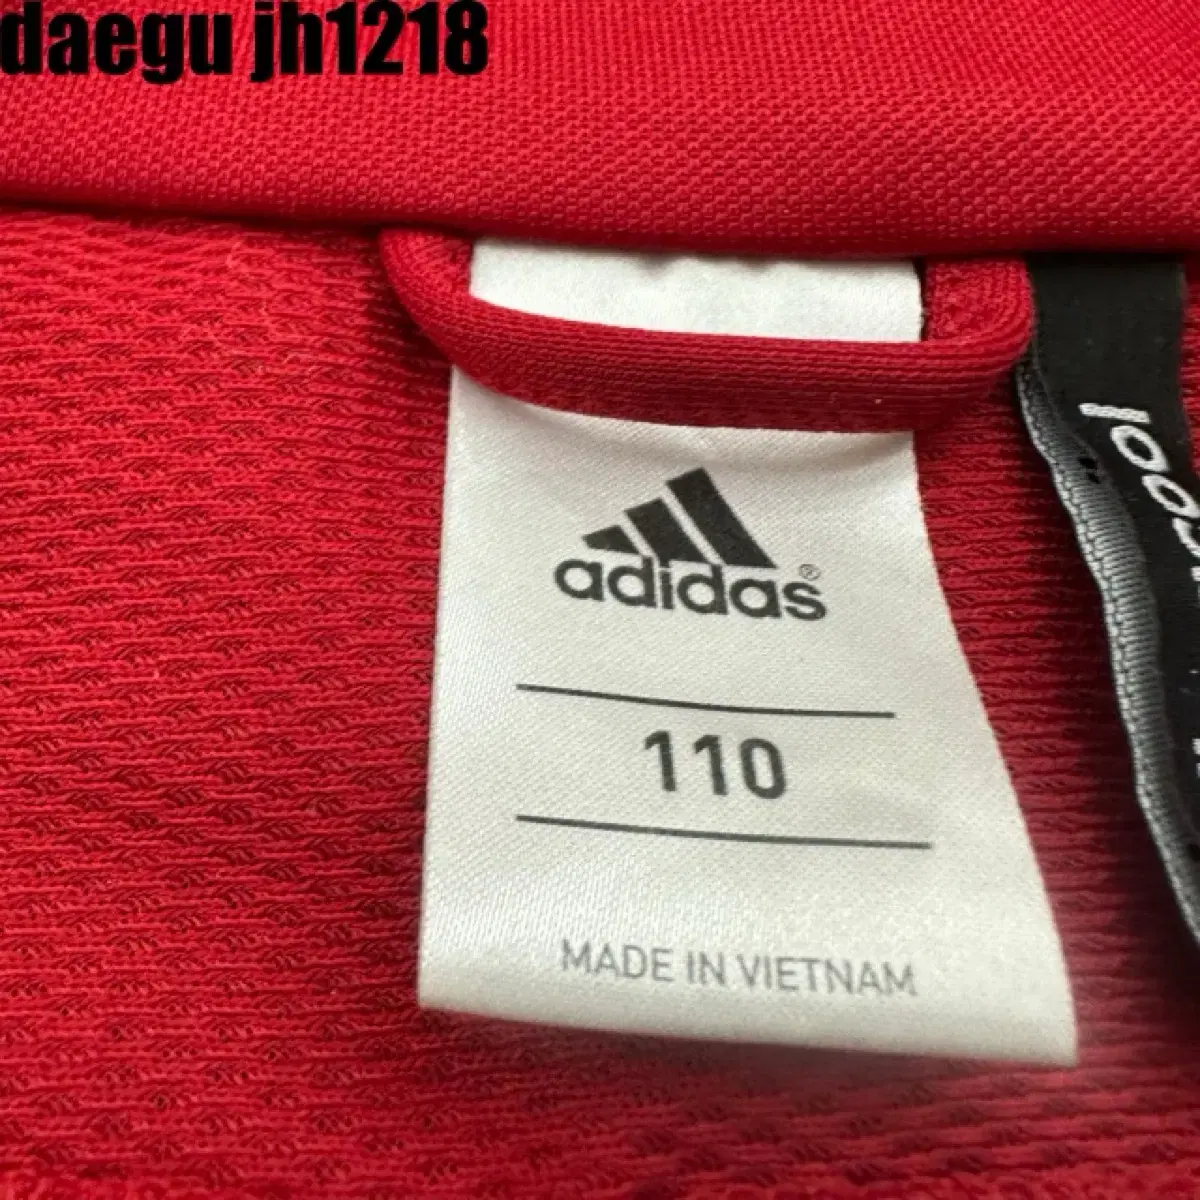 daegu jh1218
adidas®
110
MADE IN VIETNAM